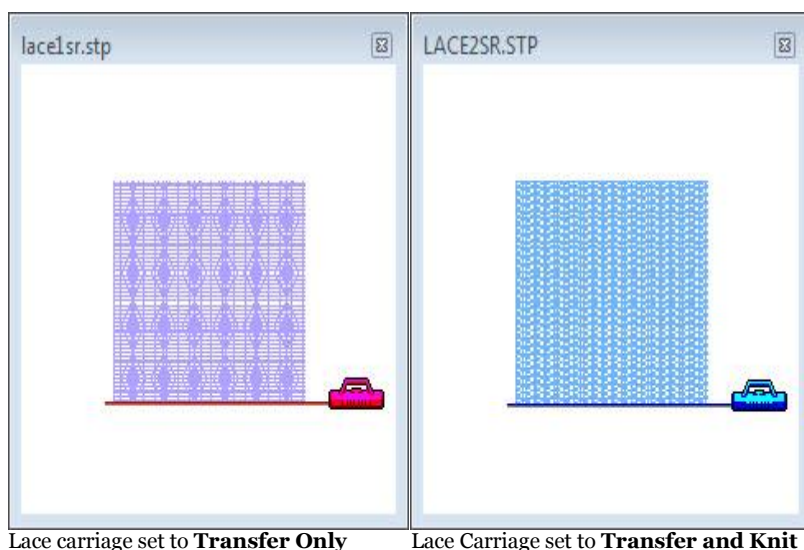 lace1sr.stp
LACE2SR.STP
Lace carriage set to Transfer Only
Lace Carriage set to Transfer and Knit